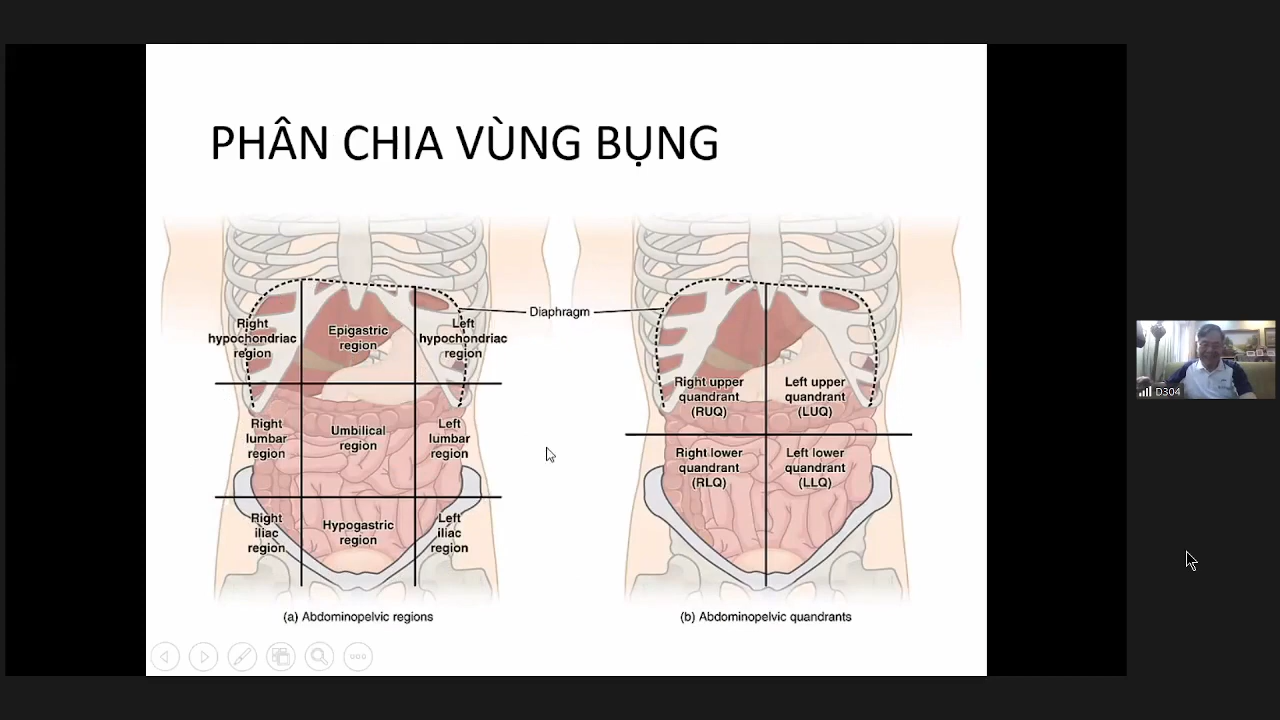 PHÂN CHIA VÙNG BỤNG
Right
hypochondriac
region
Epigastric
region
Left
hypochondriac
region
Right
lumbar
region
Umbilical
region
Left
lumbar
region
Right
iliac
region
Hypogastric
region
Left
iliac
region
(a) Abdominopelvic regions
Diaphragm
Right upper
quadrant
(RUQ)
Left upper
quadrant
(LUQ)
Right lower
quadrant
(RLQ)
Left lower
quadrant
(LLQ)
(b) Abdominopelvic quadrants
D304